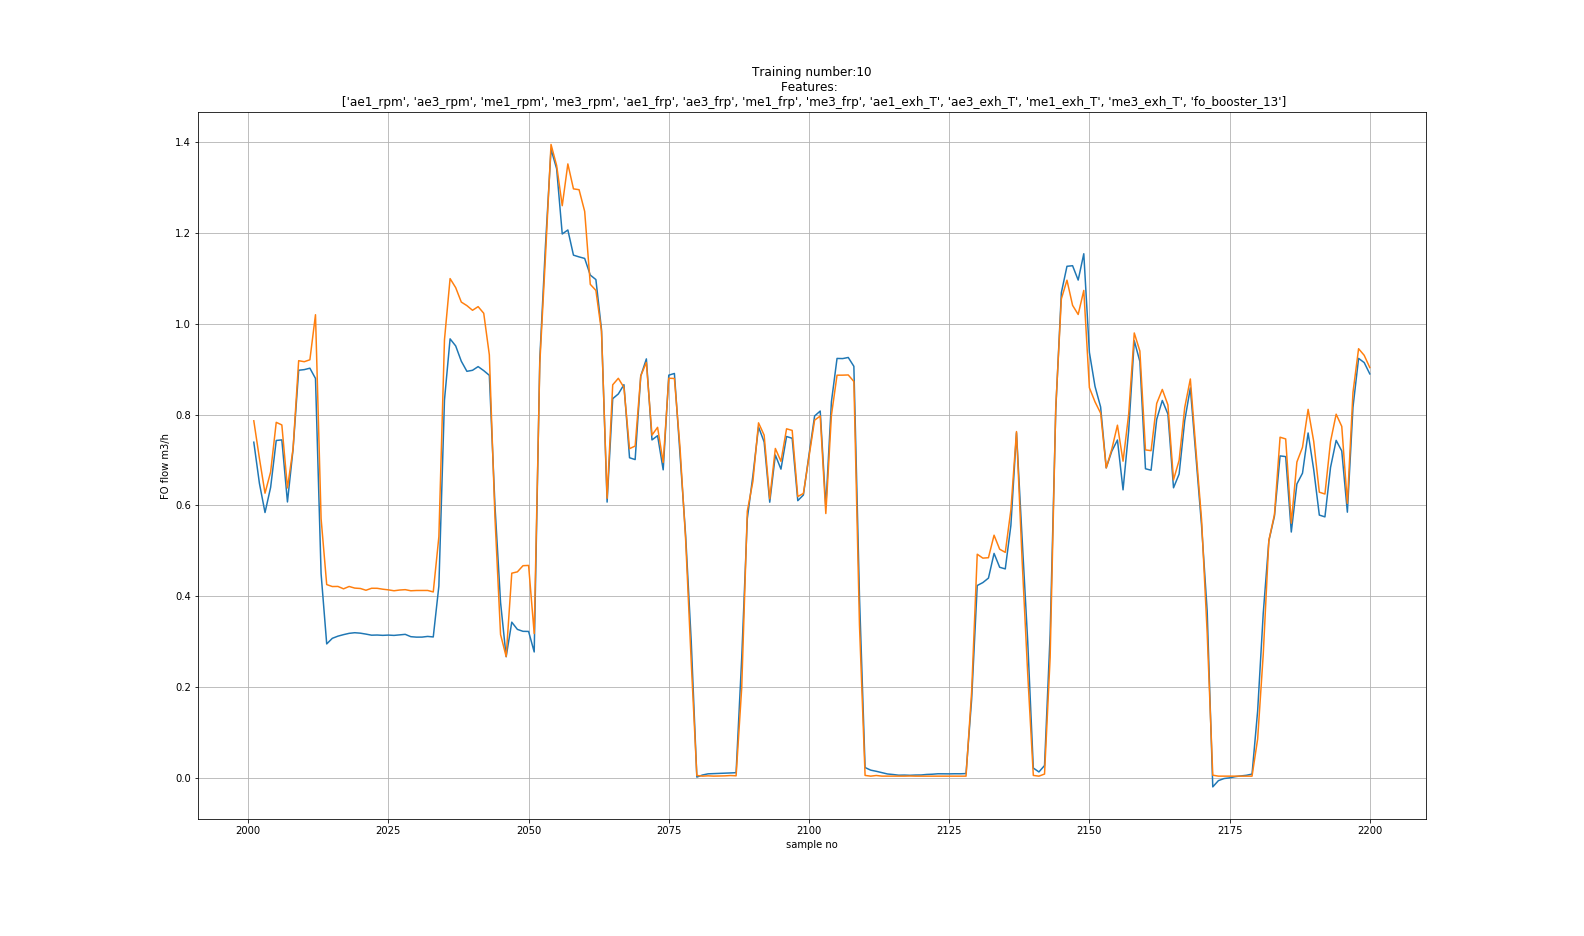 Training number:10
Features:
['ae1_rpm', 'ae3_rpm', 'me1_rpm', 'me3_rpm', 'ae1_frp', 'ae3_frp', 'me1_frp', 'me3_frp', 'ae1_exh_T', 'ae3_exh_T', 'me1_exh_T', 'me3_exh_T', 'fo_booster_13']
1.4
1.2
1.0
0.8
0.6
0.4
0.2
0.0
FO flow m3/h
2000 2025 2050 2075 2100 2125 2150 2175 2200
sample no